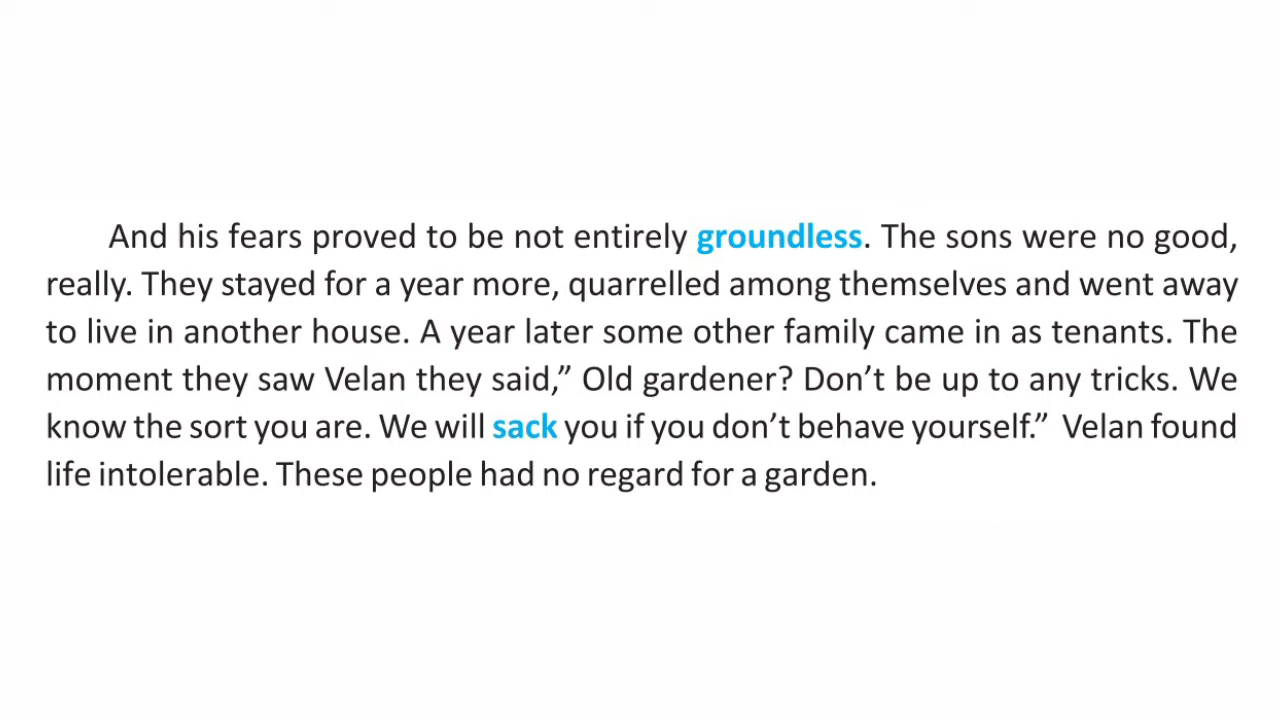 And his fears proved to be not entirely groundless. The sons were no good,
really. They stayed for a year more, quarrelled among themselves and went away
to live in another house. A year later some other family came in as tenants. The
moment they saw Velan they said,” Old gardener? Don’t be up to any tricks. We
know the sort you are. We will sack you if you don’t behave yourself.” Velan found
life intolerable. These people had no regard for a garden.